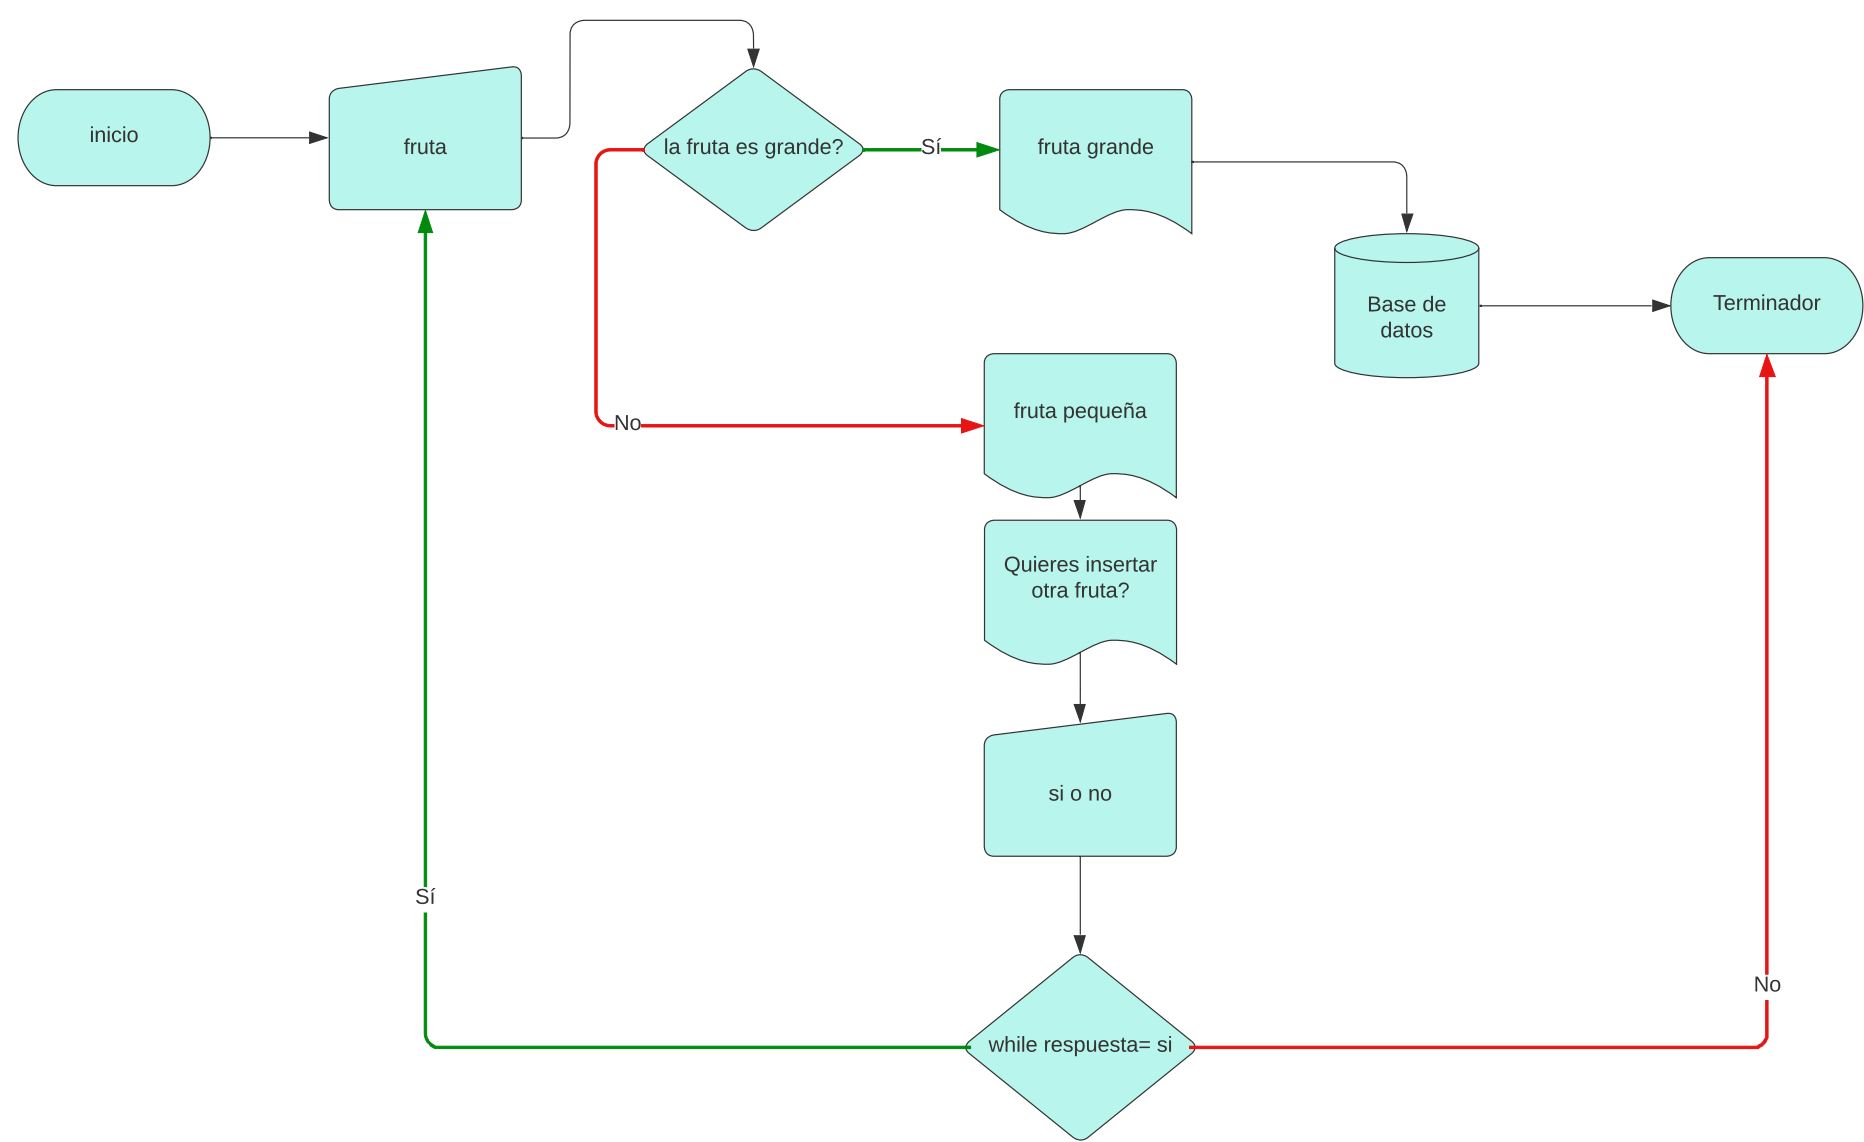 inicio
fruta
la fruta es grande?
Sí
fruta grande
Base de
datos
Terminador
No
fruta pequeña
Quieres insertar
otra fruta?
si o no
while respuesta= si
Sí
No